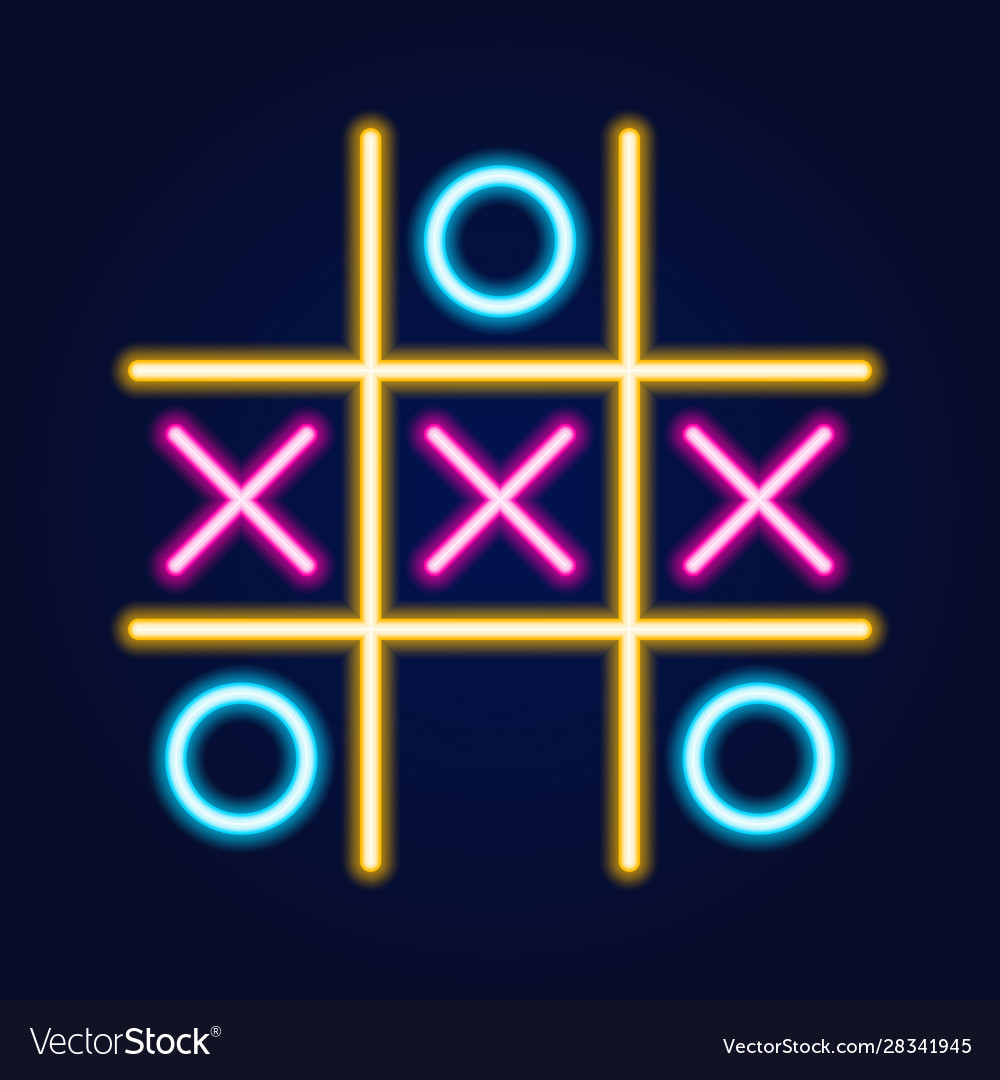 O
X X X
O O
VectorStock®
VectorStock.com/28341945